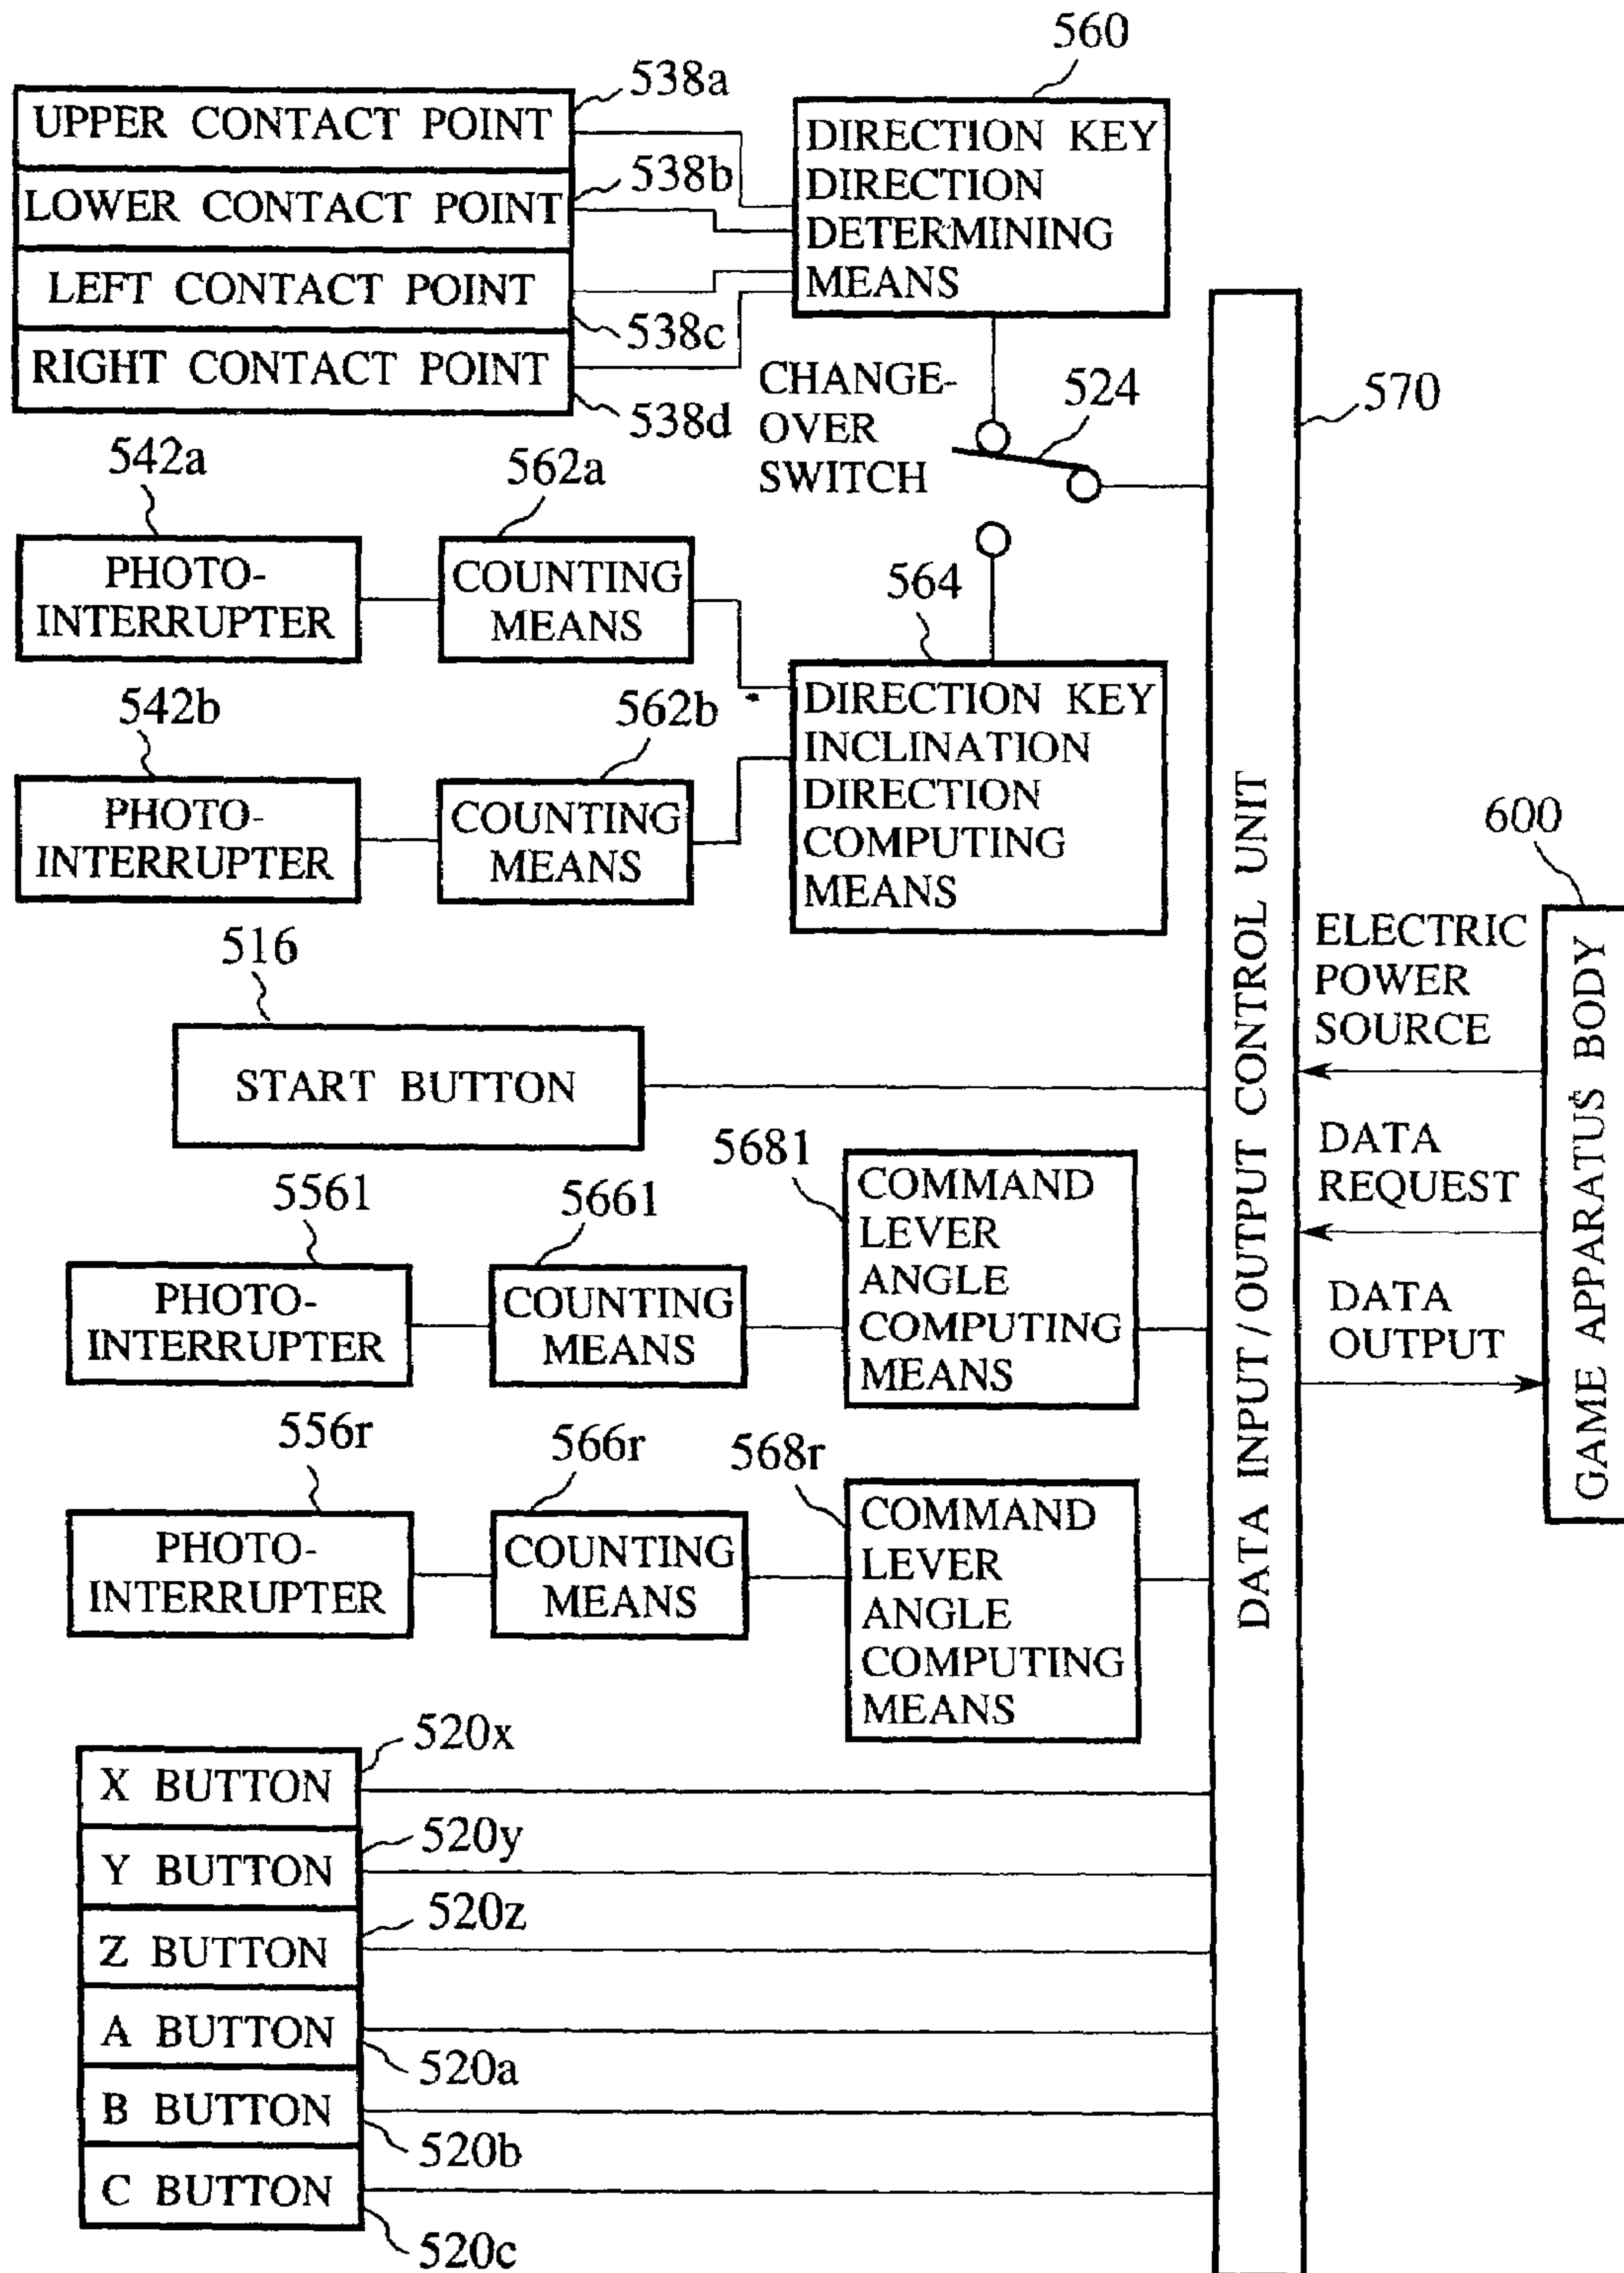 560
538a
UPPER CONTACT POINT
538b
LOWER CONTACT POINT
LEFT CONTACT POINT
538c
RIGHT CONTACT POINT
538d
DIRECTION KEY
DIRECTION
DETERMINING
MEANS
CHANGE-
OVER
SWITCH
524
570
542a
562a
PHOTO-
INTERRUPTER
COUNTING
MEANS
564
542b
562b
PHOTO-
INTERRUPTER
COUNTING
MEANS
DIRECTION KEY
INCLINATION
DIRECTION
COMPUTING
MEANS
516
START BUTTON
5561
5661
5681
PHOTO-
INTERRUPTER
COUNTING
MEANS
COMMAND
LEVER
ANGLE
COMPUTING
MEANS
556r
566r
568r
PHOTO-
INTERRUPTER
COUNTING
MEANS
COMMAND
LEVER
ANGLE
COMPUTING
MEANS
520x
X BUTTON
520y
Y BUTTON
520z
Z BUTTON
A BUTTON
520a
B BUTTON
520b
C BUTTON
520c
DATA INPUT / OUTPUT CONTROL UNIT
ELECTRIC
POWER
SOURCE
DATA
REQUEST
DATA
OUTPUT
600
GAME APPARATUS BODY